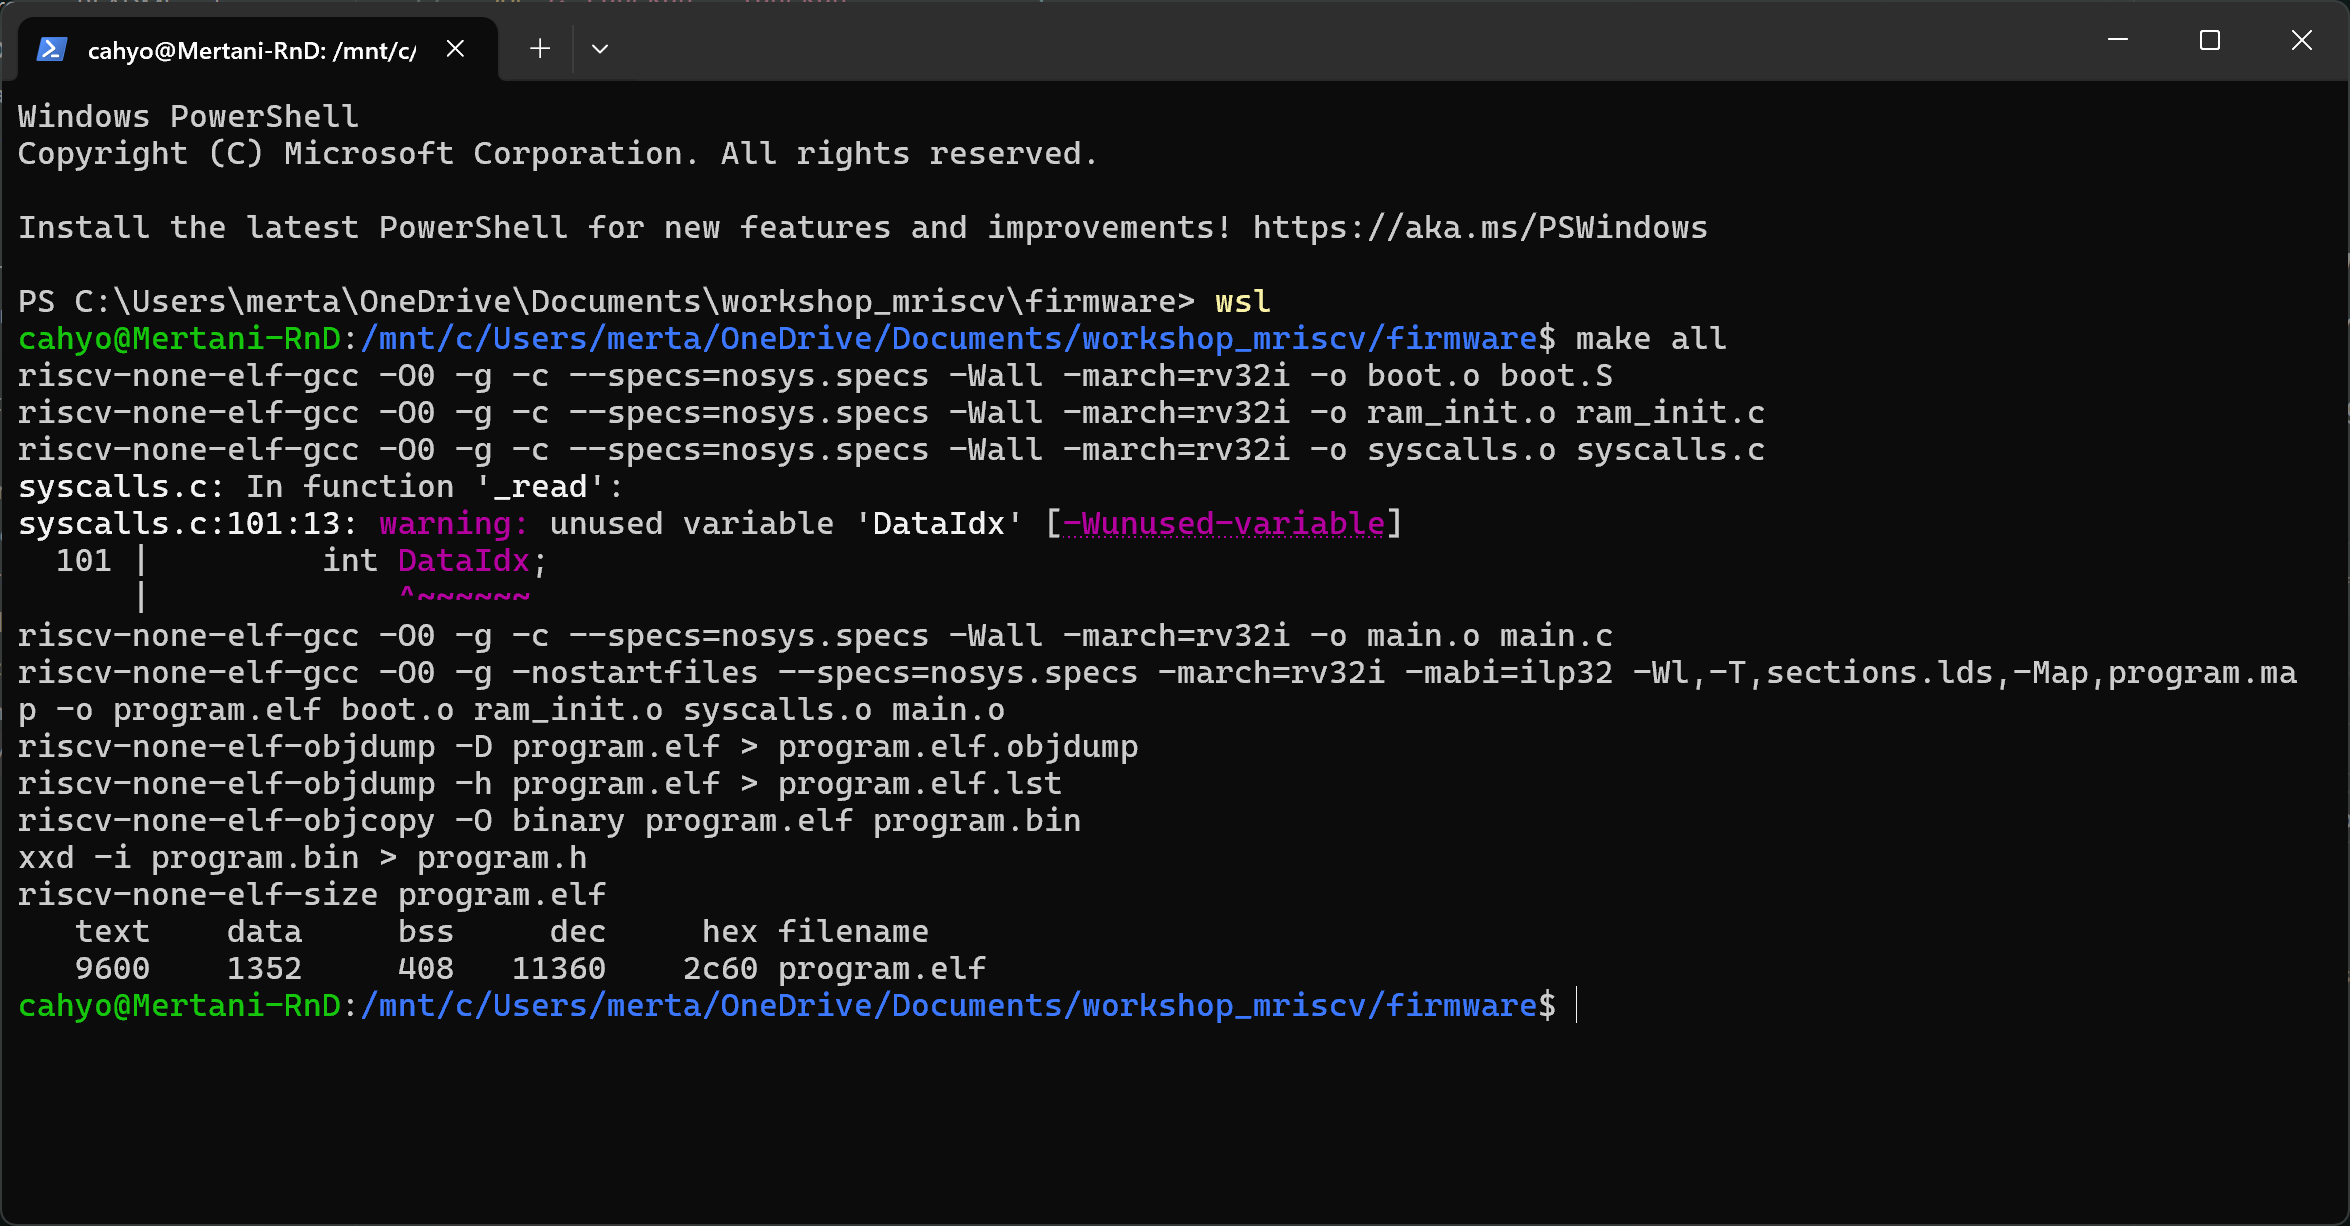 cahyo@Mertani-RnD: /mnt/c/
Windows PowerShell
Copyright (C) Microsoft Corporation. All rights reserved.
Install the latest PowerShell for new features and improvements! https://aka.ms/PSWindows
PS C:\Users\merta\OneDrive\Documents\workshop_mriscv\firmware> wsl
cahyo@Mertani-RnD:/mnt/c/Users/merta/OneDrive/Documents/workshop_mriscv/firmware$ make all
riscv-none-elf-gcc -O0 -g -c --specs=nosys.specs -Wall -march=rv32i -o boot.o boot.S
riscv-none-elf-gcc -O0 -g -c --specs=nosys.specs -Wall -march=rv32i -o ram_init.o ram_init.c
riscv-none-elf-gcc -O0 -g -c --specs=nosys.specs -Wall -march=rv32i -o syscalls.o syscalls.c
syscalls.c: In function '_read':
syscalls.c:101:13: warning: unused variable 'DataIdx' [-Wunused-variable]
  101 |         int DataIdx;
      |             ^~~~~~~
riscv-none-elf-gcc -O0 -g -c --specs=nosys.specs -Wall -march=rv32i -o main.o main.c
riscv-none-elf-gcc -O0 -g -nostartfiles --specs=nosys.specs -march=rv32i -mabi=ilp32 -Wl,-T,sections.lds,-Map,program.ma
p -o program.elf boot.o ram_init.o syscalls.o main.o
riscv-none-elf-objdump -D program.elf > program.elf.objdump
riscv-none-elf-objdump -h program.elf > program.elf.lst
riscv-none-elf-objcopy -O binary program.elf program.bin
xxd -i program.bin > program.h
riscv-none-elf-size program.elf
   text    data     bss     dec     hex filename
   9600    1352     408   11360    2c60 program.elf
cahyo@Mertani-RnD:/mnt/c/Users/merta/OneDrive/Documents/workshop_mriscv/firmware$